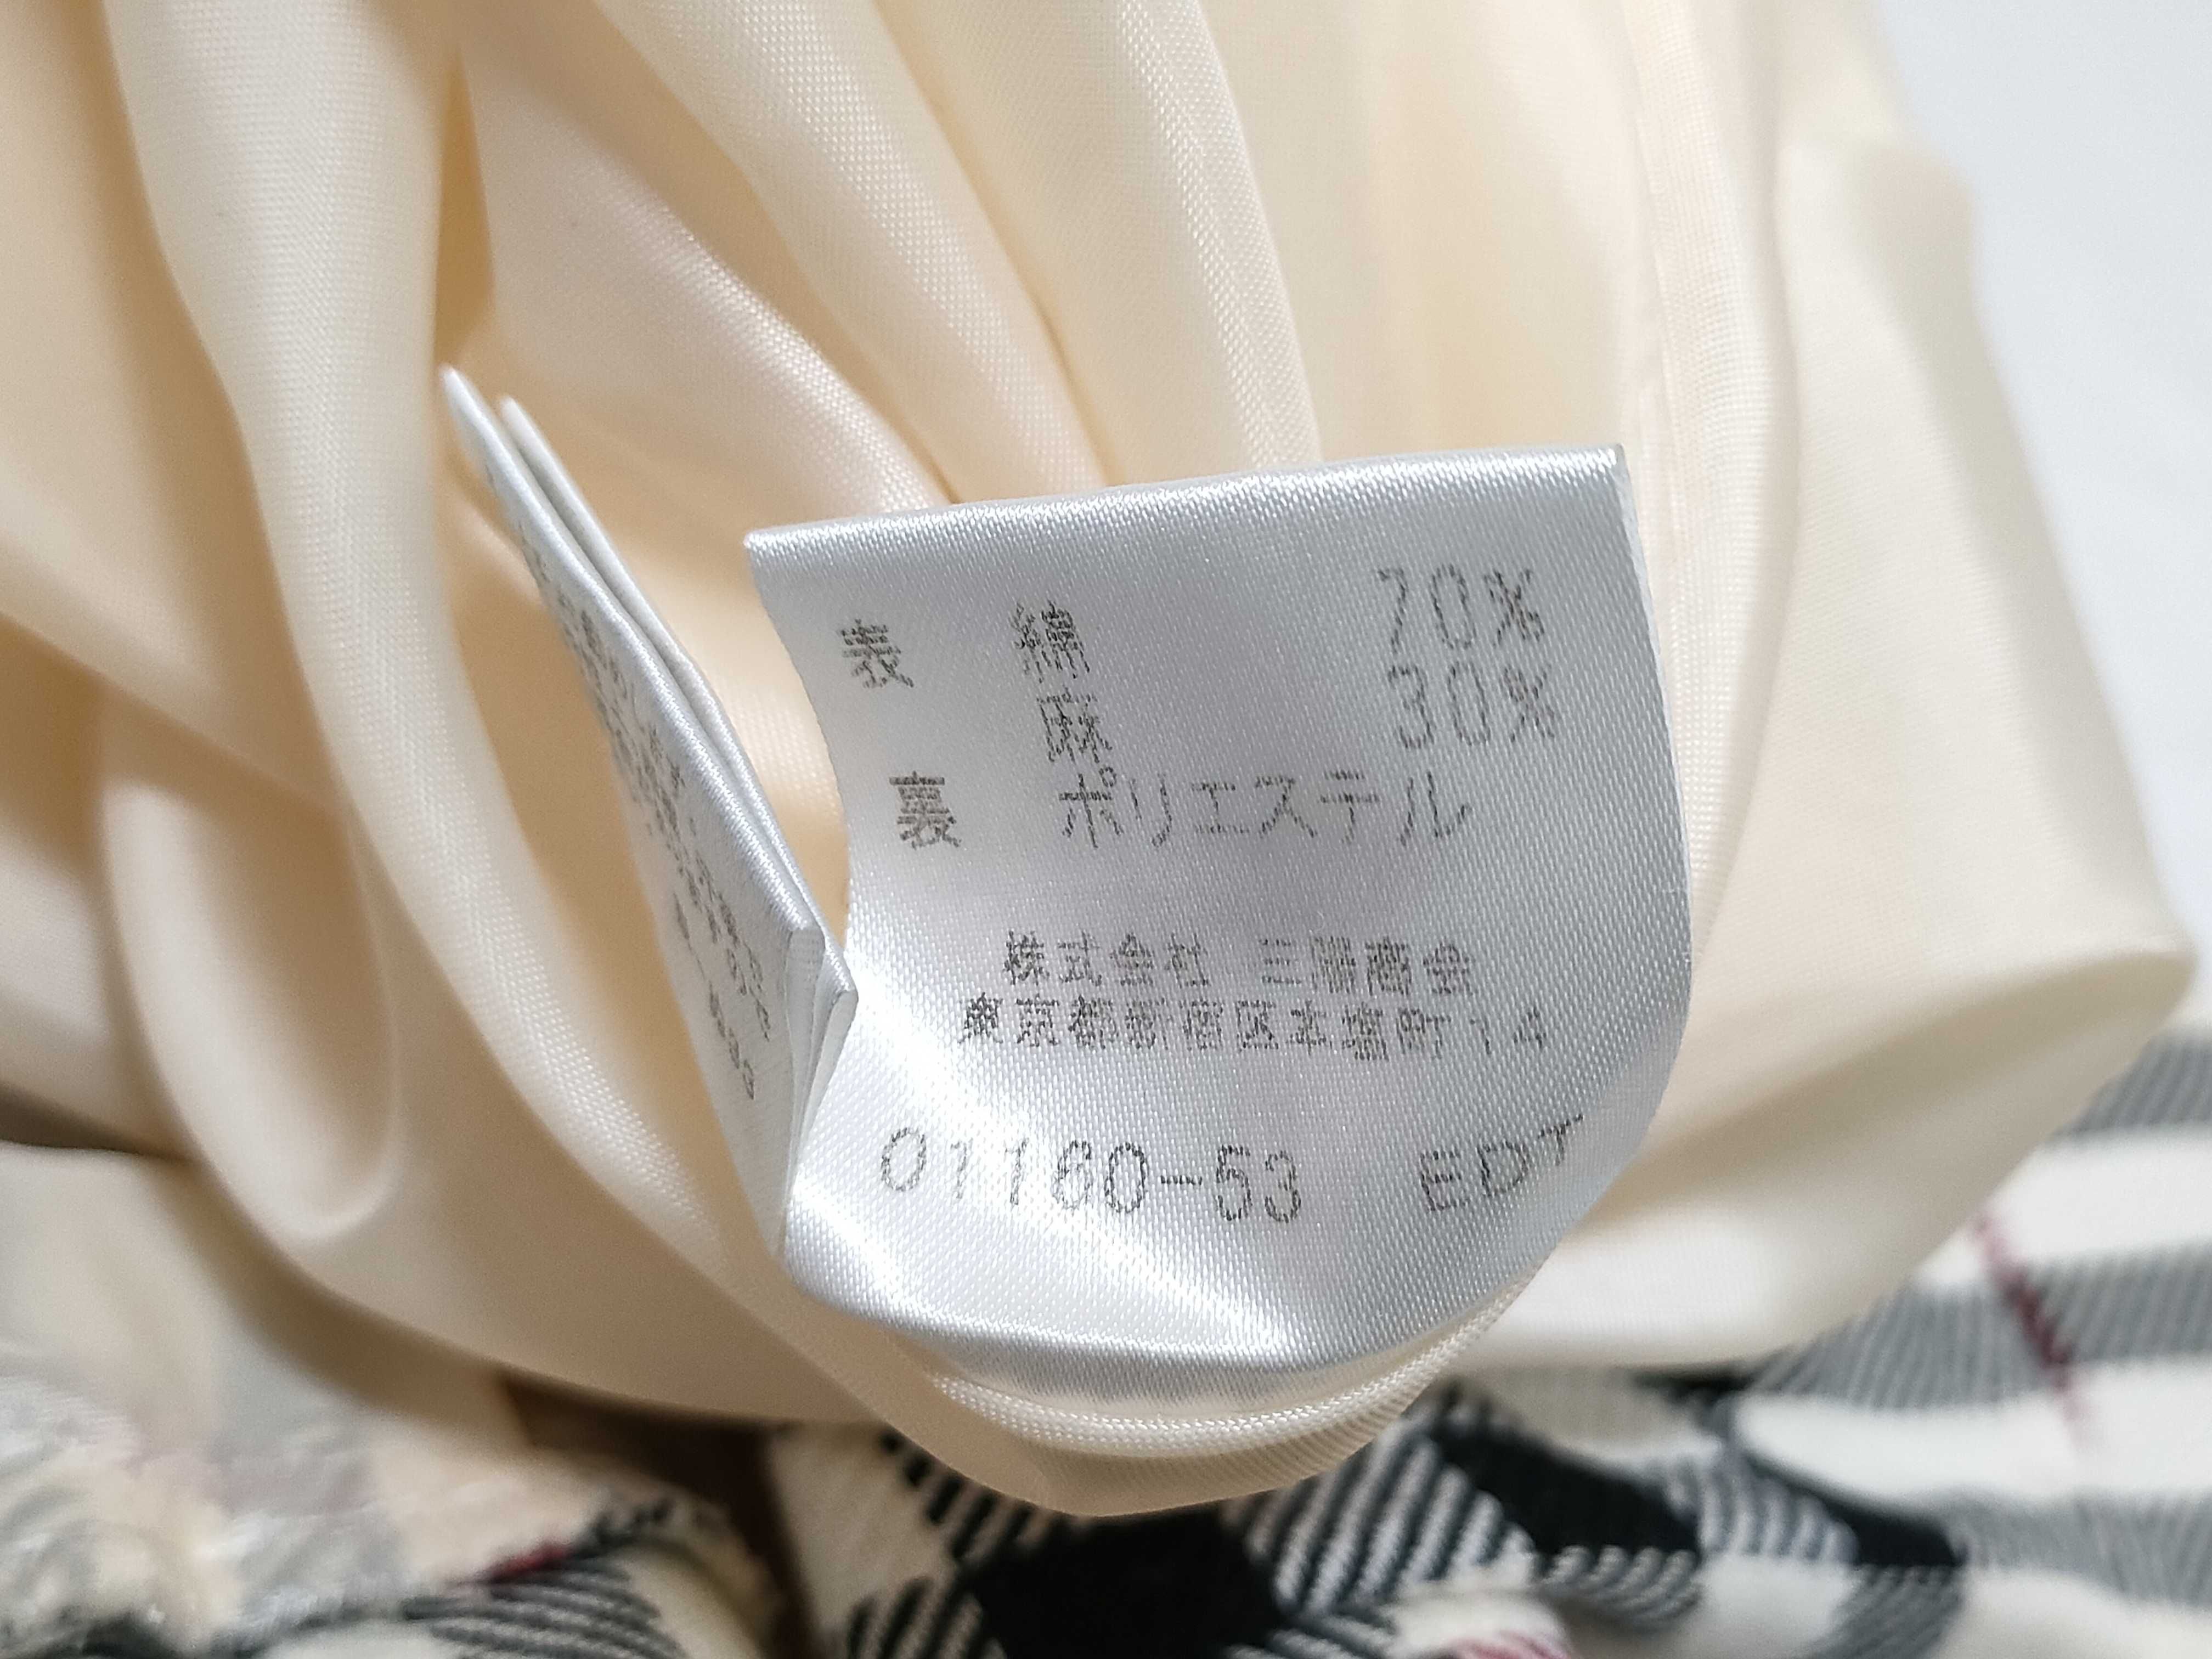 表 綿 70%
麻 30%
裏 ポリエステル
株式会社 三陽商会
東京都新宿区本塩町14
01160-53 EDT